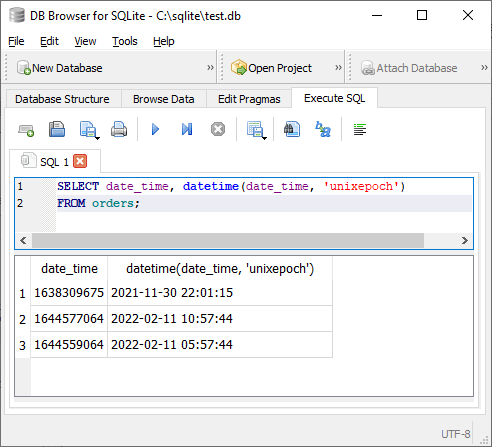 DB Browser for SQLite - C:\sqlite\test.db
File Edit View Tools Help
New Database » Open Project » Attach Database »
Database Structure Browse Data Edit Pragmas Execute SQL
SQL 1
1 SELECT date_time, datetime(date_time, 'unixepoch')
2 FROM orders;
date_time datetime(date_time, 'unixepoch')
1 1638309675 2021-11-30 22:01:15
2 1644577064 2022-02-11 10:57:44
3 1644559064 2022-02-11 05:57:44
UTF-8